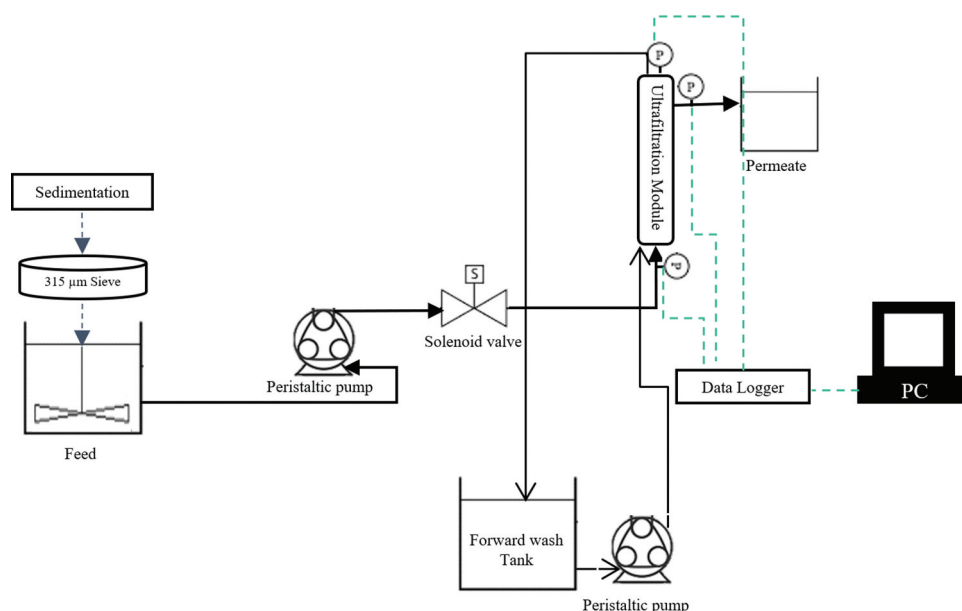 Sedimentation
315 µm Sieve
Feed
Peristaltic pump
S
Solenoid valve
P
P
Ultrafiltration Module
P
Permeate
Data Logger
PC
Forward wash
Tank
Peristaltic pump